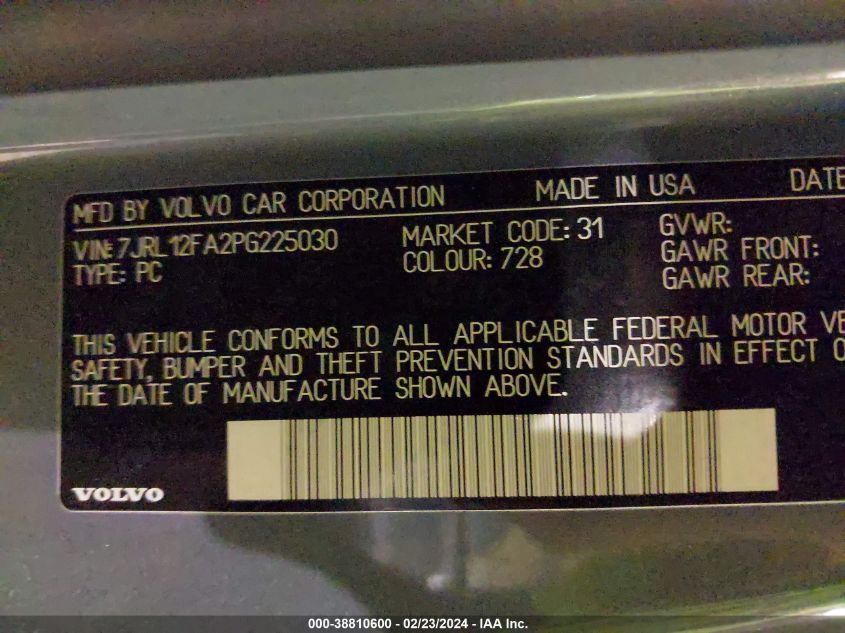 MFD BY VOLVO CAR CORPORATION MADE IN USA DATE
VIN: 7JRL12FA2PG225030 MARKET CODE: 31 GVWR:
TYPE: PC COLOUR: 728 GAWR FRONT:
GAWR REAR:
THIS VEHICLE CONFORMS TO ALL APPLICABLE FEDERAL MOTOR VE
SAFETY, BUMPER AND THEFT PREVENTION STANDARDS IN EFFECT O
THE DATE OF MANUFACTURE SHOWN ABOVE.
VOLVO
000-38810600 - 02/23/2024 - IAA Inc.